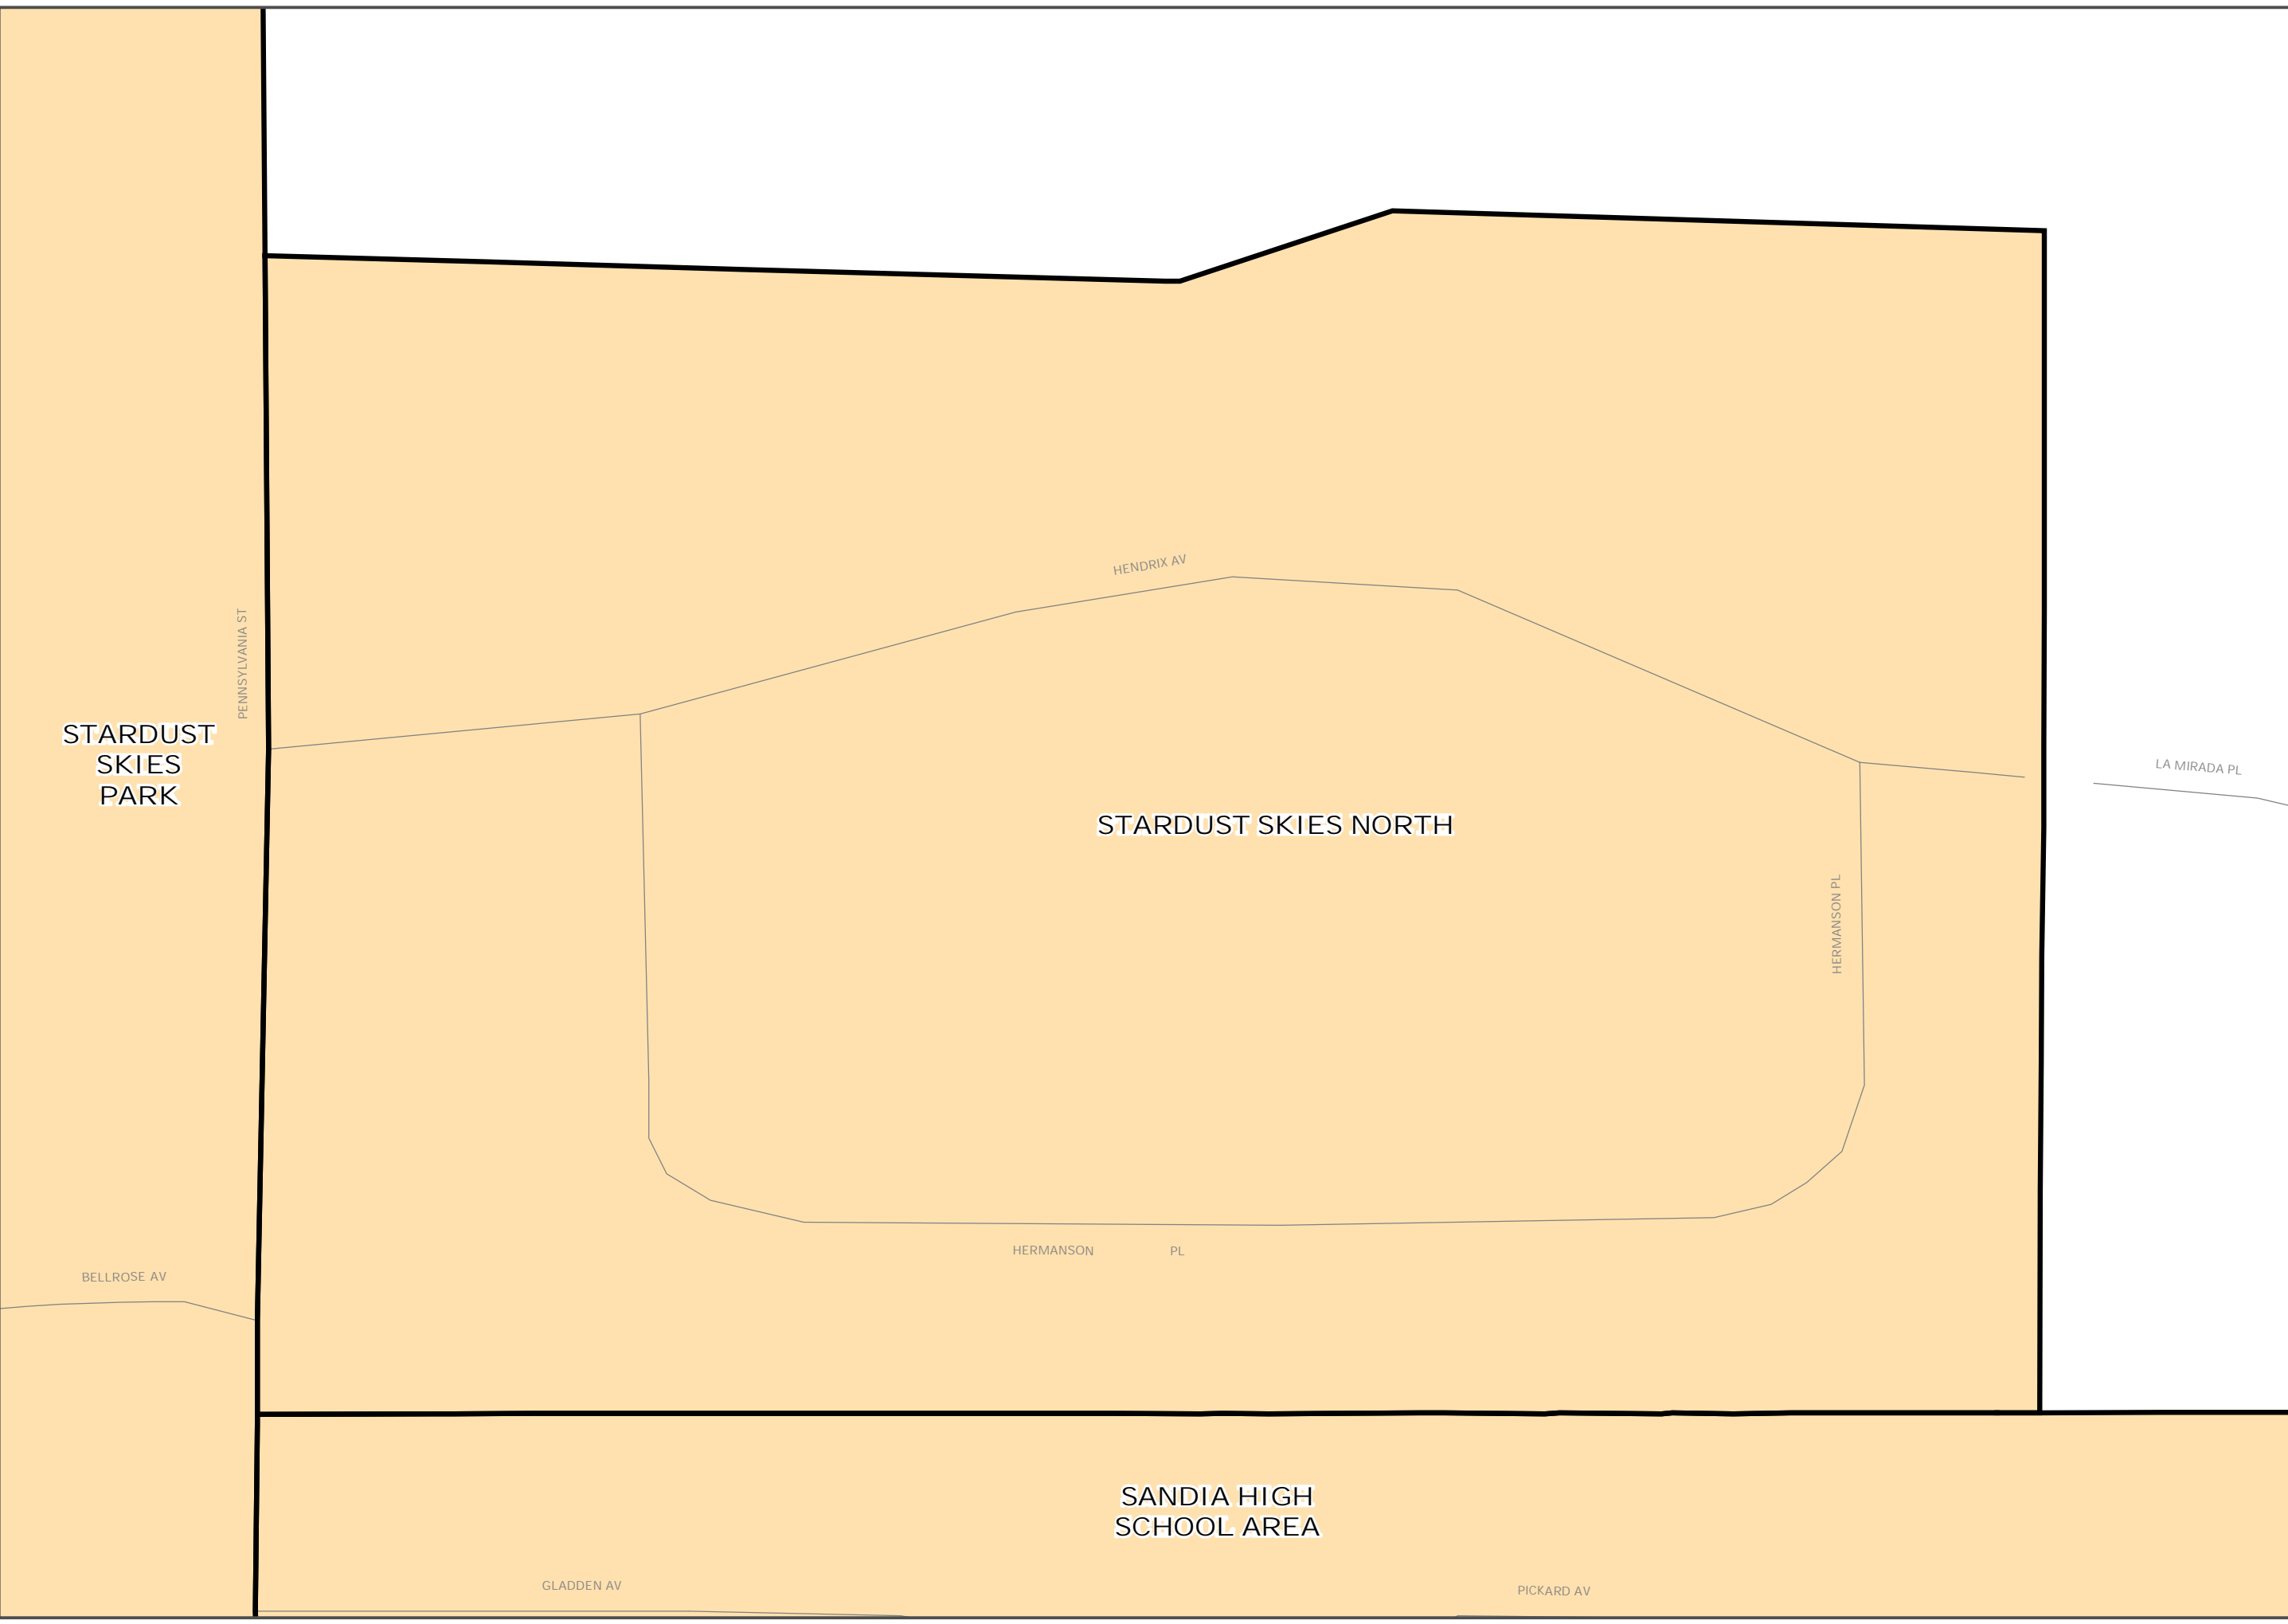 HENDRIX AV
PENNSYLVANIA ST
STARDUST
SKIES
PARK
LA MIRADA PL
STARDUST SKIES NORTH
HERMANSON PL
HERMANSON PL
BELLROSE AV
SANDIA HIGH
SCHOOL AREA
GLADDEN AV
PICKARD AV